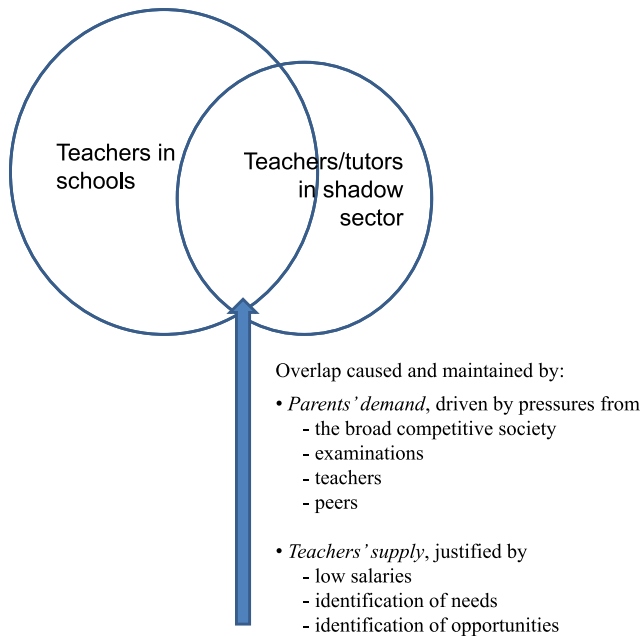 Teachers in
schools
Teachers/tutors
in shadow
sector
Overlap caused and maintained by:
• Parents’ demand, driven by pressures from
- the broad competitive society
- examinations
- teachers
- peers
• Teachers’ supply, justified by
- low salaries
- identification of needs
- identification of opportunities